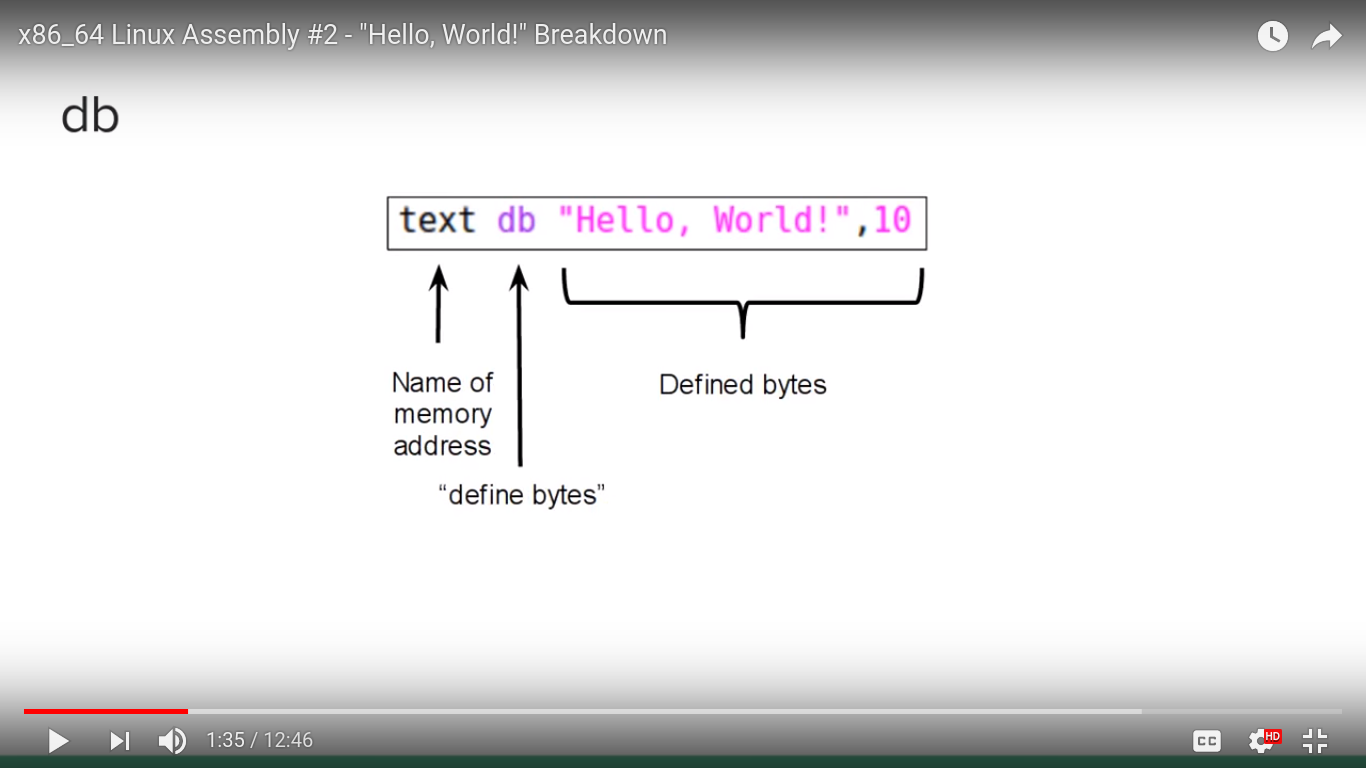 x86_64 Linux Assembly #2 - "Hello, World!" Breakdown
db
text db "Hello, World!",10
Name of
memory
address
Defined bytes
“define bytes”
1:35 / 12:46
CC
HD